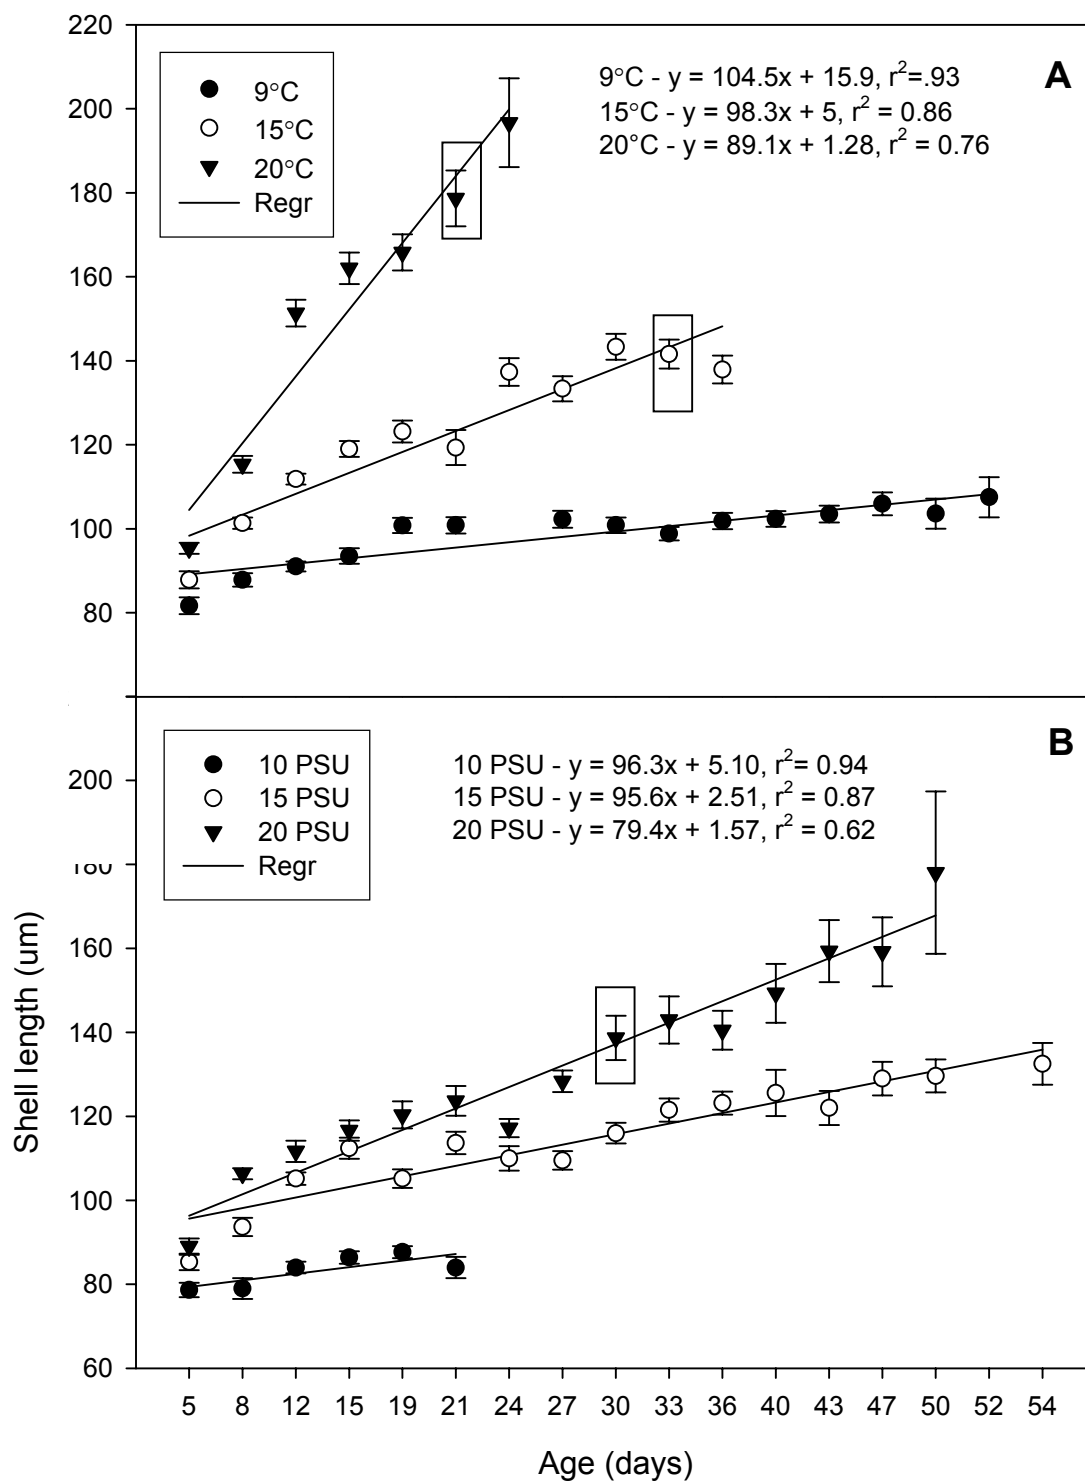 220
200
180
160
140
120
100
80
9°C
15°C
20°C
Regr
9°C - y = 104.5x + 15.9, r²=.93
15°C - y = 98.3x + 5, r² = 0.86
20°C - y = 89.1x + 1.28, r² = 0.76
A
200
180
160
140
120
100
80
60
10 PSU
15 PSU
20 PSU
Regr
10 PSU - y = 96.3x + 5.10, r²= 0.94
15 PSU - y = 95.6x + 2.51, r² = 0.87
20 PSU - y = 79.4x + 1.57, r² = 0.62
B
Shell length (um)
5 8 12 15 19 21 24 27 30 33 36 40 43 47 50 52 54
Age (days)